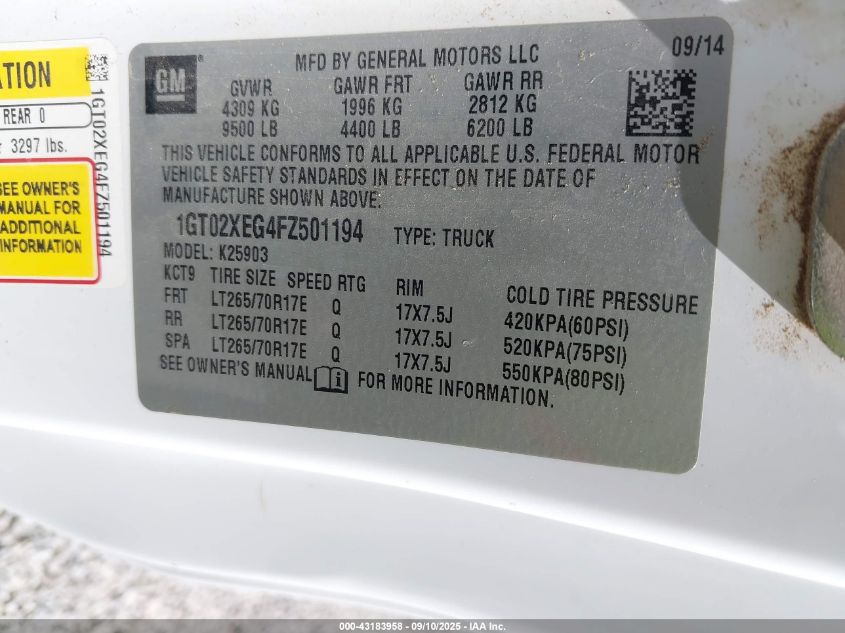 ATION
REAR 0
3297 lbs.
SEE OWNER'S
MANUAL FOR
ADDITIONAL
INFORMATION
1GT02XEG4FZ501194
GM
MFD BY GENERAL MOTORS LLC
09/14
GVWR GAWR FRT GAWR RR
4309 KG 1996 KG 2812 KG
9500 LB 4400 LB 6200 LB
THIS VEHICLE CONFORMS TO ALL APPLICABLE U.S. FEDERAL MOTOR
VEHICLE SAFETY STANDARDS IN EFFECT ON THE DATE OF
MANUFACTURE SHOWN ABOVE:
1GT02XEG4FZ501194 TYPE: TRUCK
MODEL: K25903
KCT9 TIRE SIZE SPEED RTG RIM COLD TIRE PRESSURE
FRT LT265/70R17E Q 17X7.5J 420KPA(60PSI)
RR LT265/70R17E Q 17X7.5J 520KPA(75PSI)
SPA LT265/70R17E Q 17X7.5J 550KPA(80PSI)
SEE OWNER'S MANUAL FOR MORE INFORMATION.
000-43183958 - 09/10/2025 - IAA Inc.